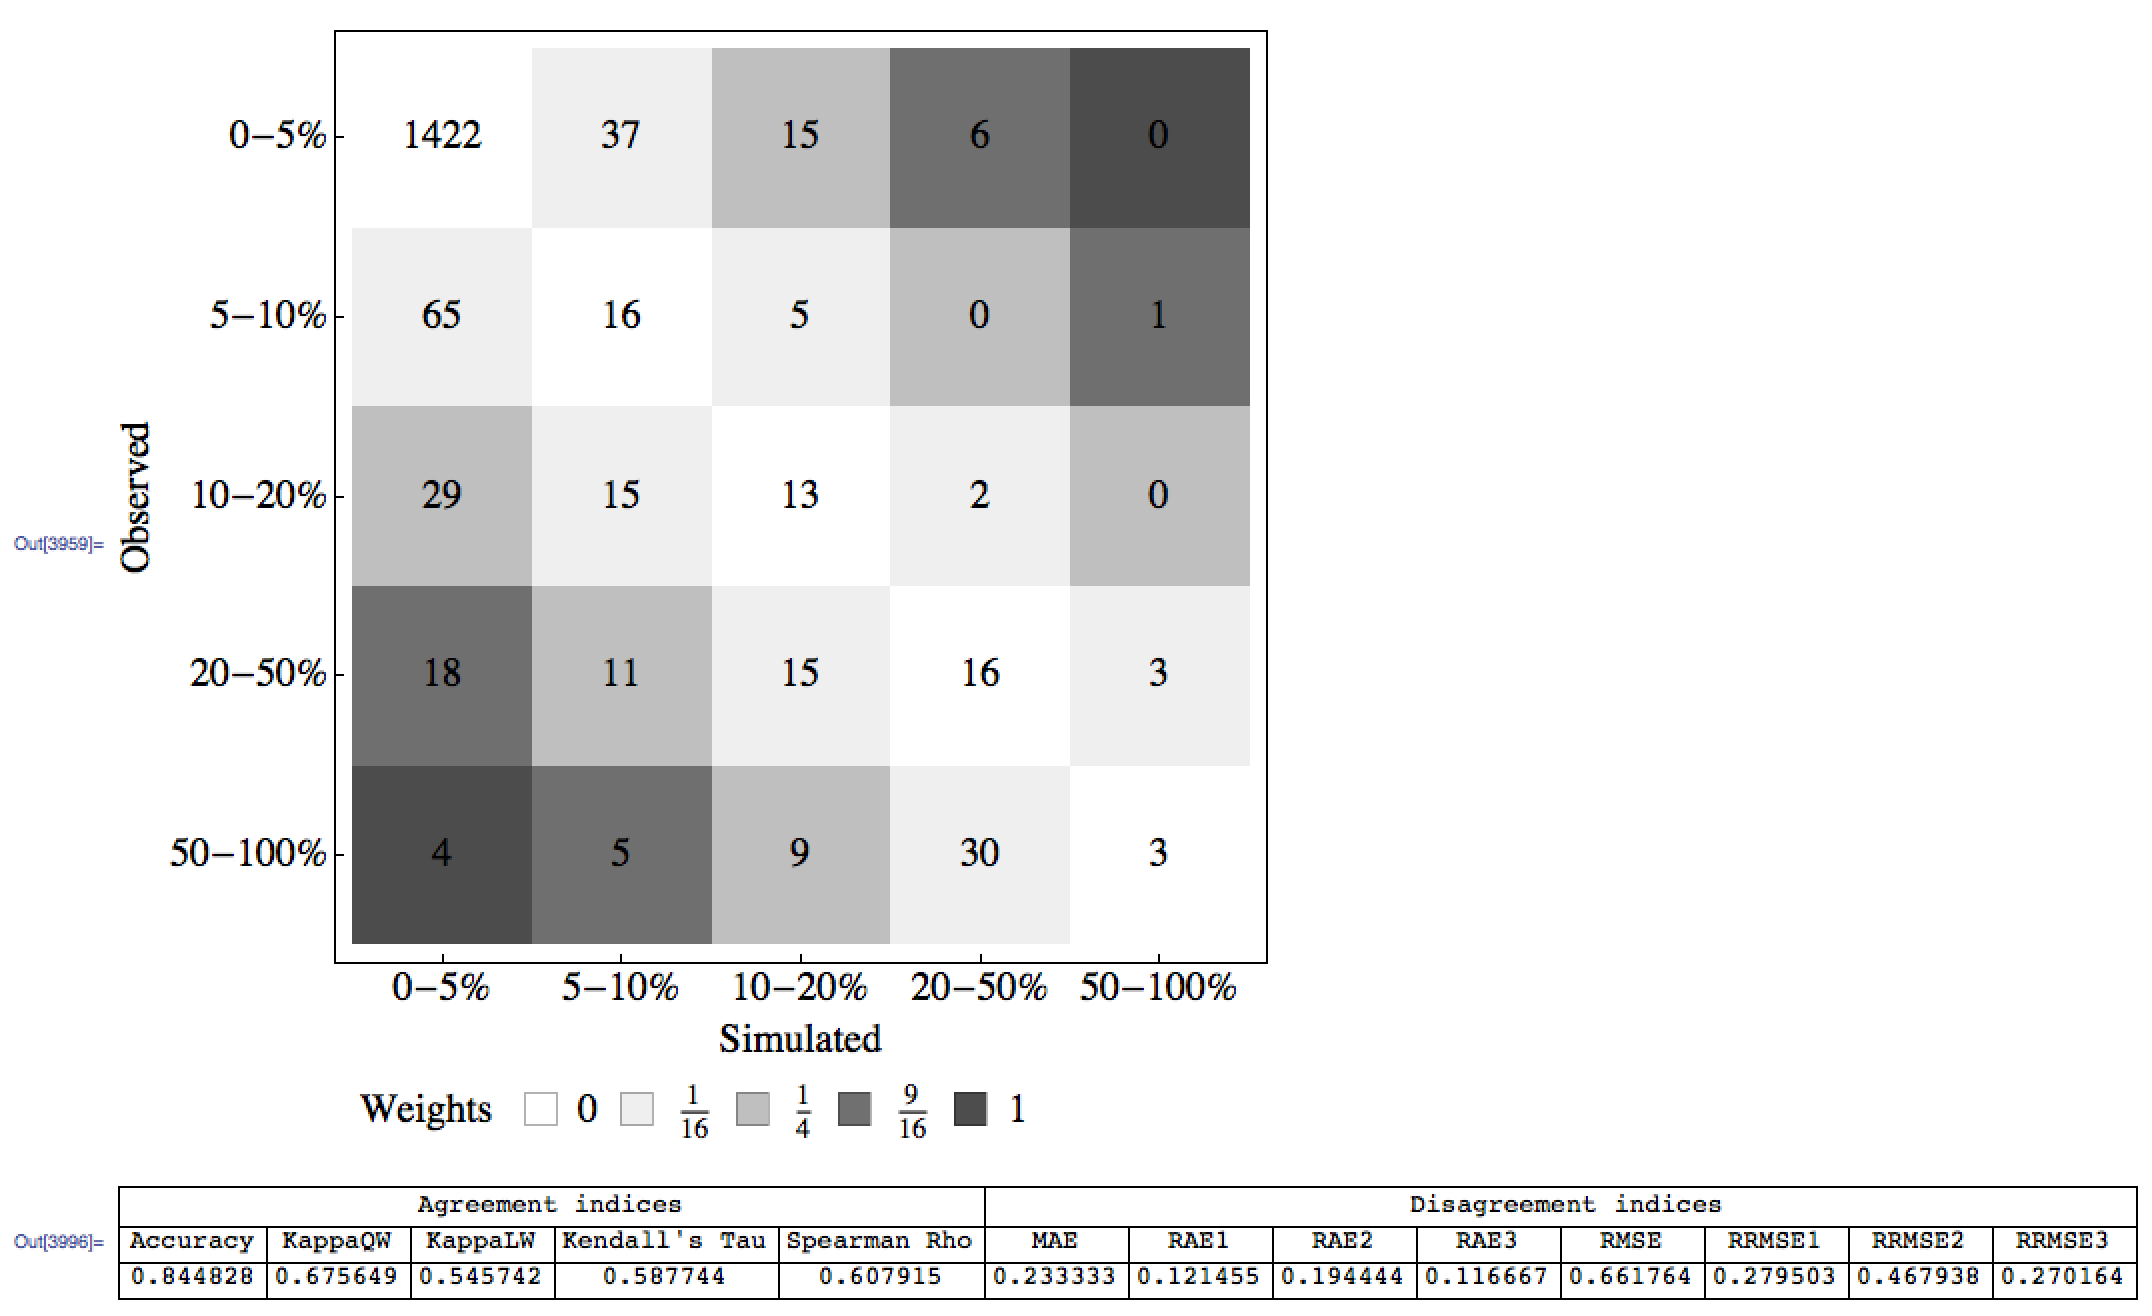 0−5% 1422 37 15 6 0
5−10% 65 16 5 0 1
Observed
10−20% 29 15 13 2 0
Out[3959]=
20−50% 18 11 15 16 3
50−100% 4 5 9 30 3
0−5% 5−10% 10−20% 20−50% 50−100%
Simulated
Weights 0 1/16 1/4 9/16 1
Agreement indices Disagreement indices
Out[3996]= Accuracy KappaQW KappaLW Kendall's Tau Spearman Rho MAE RAE1 RAE2 RAE3 RMSE RRMSE1 RRMSE2 RRMSE3
0.844828 0.675649 0.545742 0.587744 0.607915 0.233333 0.121455 0.194444 0.116667 0.661764 0.279503 0.467938 0.270164